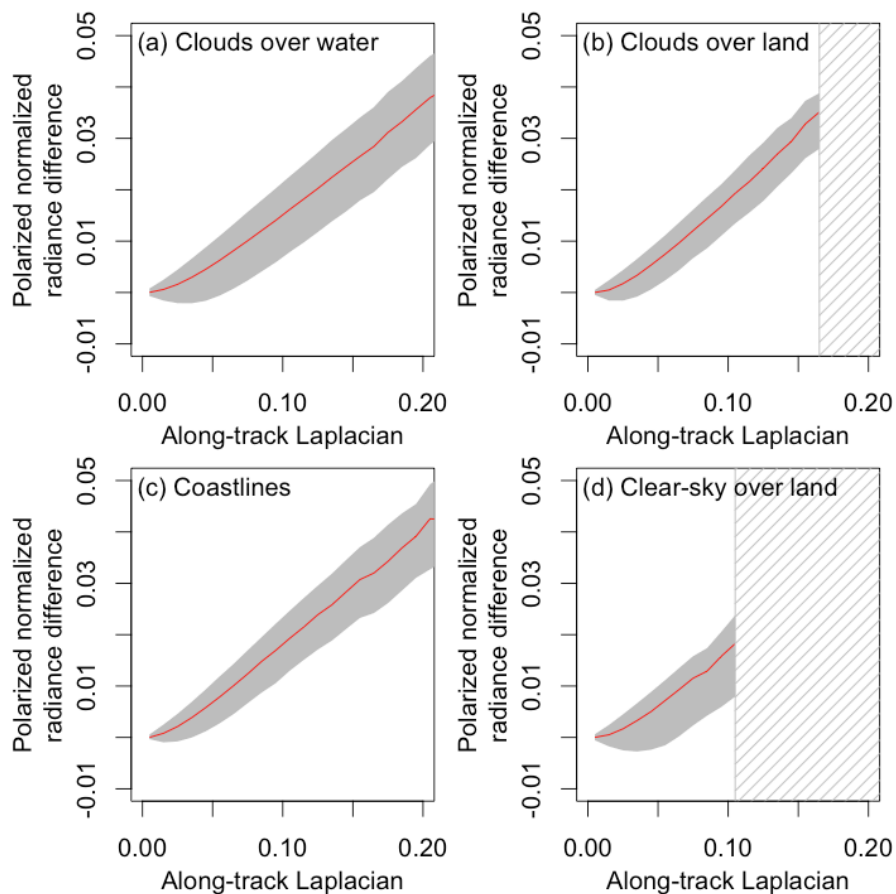 (a) Clouds over water
Polarized normalized
radiance difference
-0.01
0.01
0.03
0.05
0.00
0.10
0.20
Along-track Laplacian
(b) Clouds over land
Polarized normalized
radiance difference
-0.01
0.01
0.03
0.05
0.00
0.10
0.20
Along-track Laplacian
(c) Coastlines
Polarized normalized
radiance difference
-0.01
0.01
0.03
0.05
0.00
0.10
0.20
Along-track Laplacian
(d) Clear-sky over land
Polarized normalized
radiance difference
-0.01
0.01
0.03
0.05
0.00
0.10
0.20
Along-track Laplacian